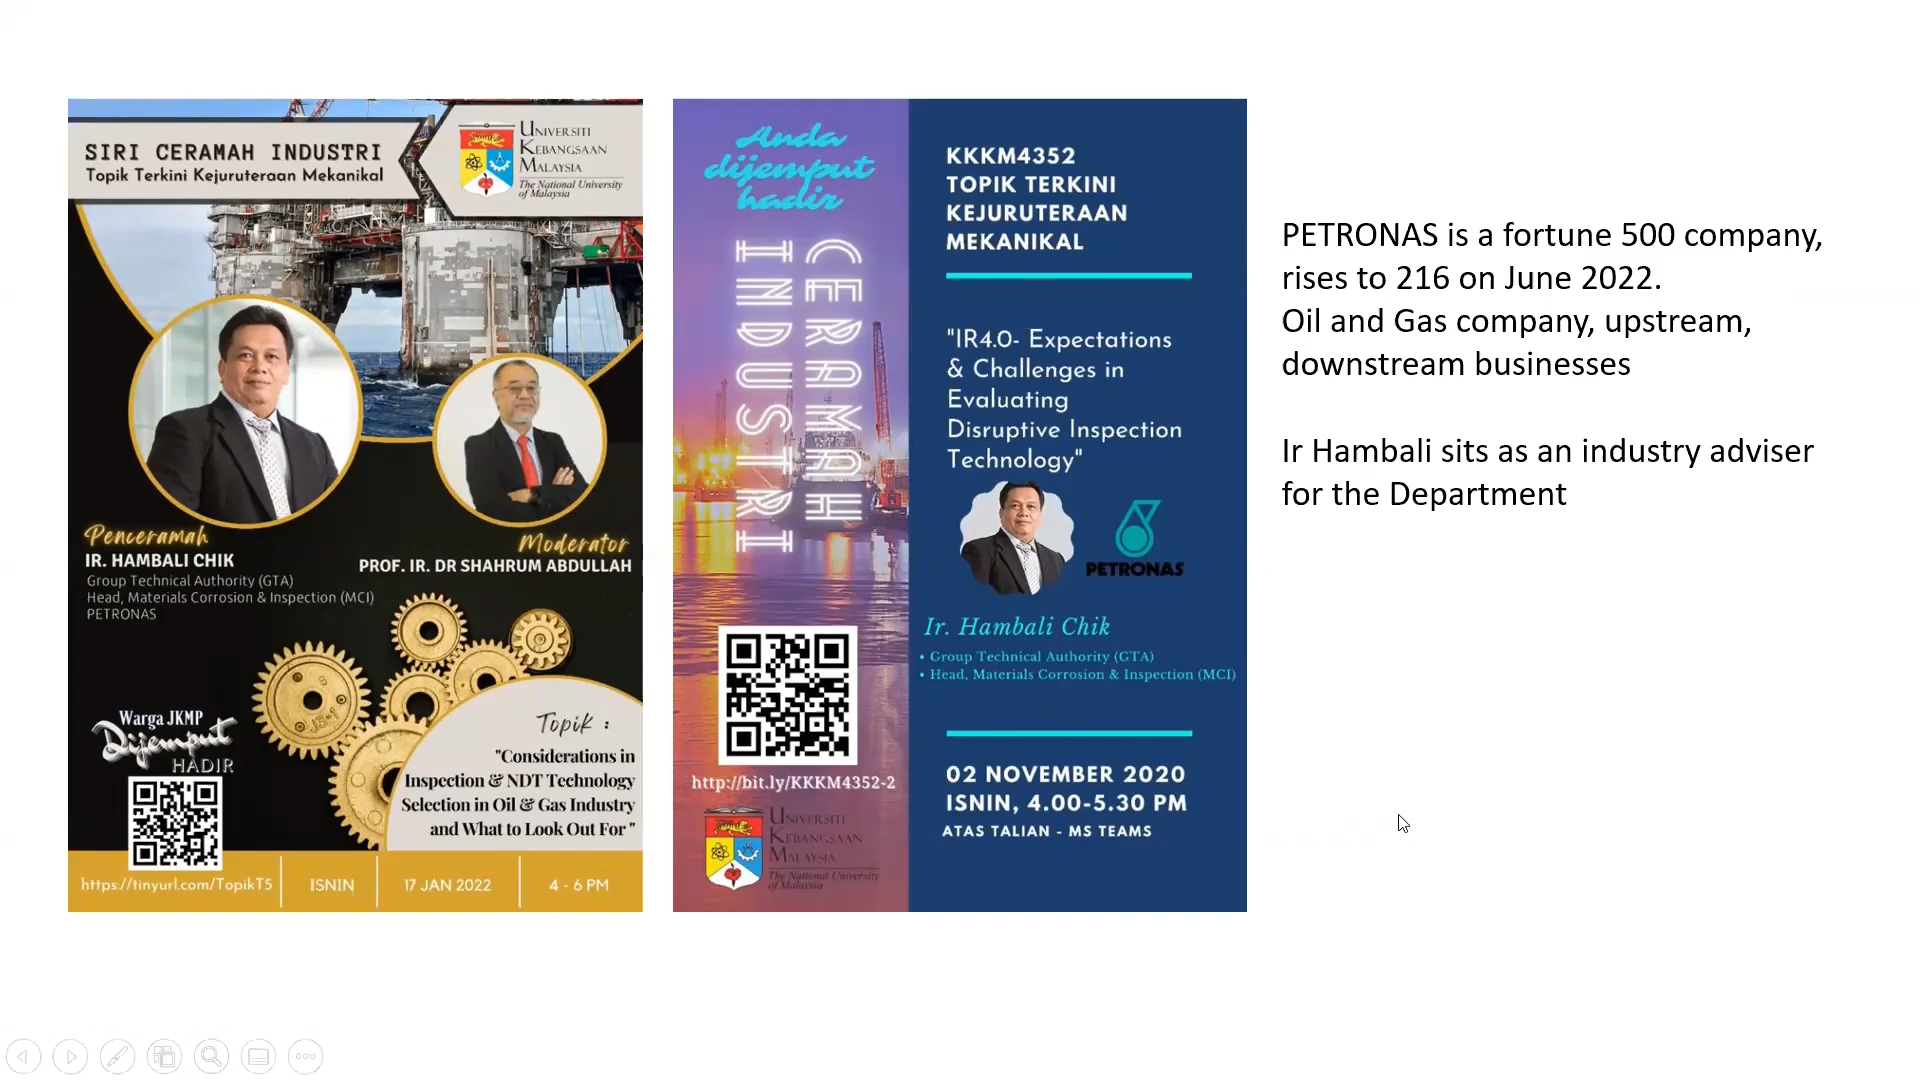 SIRI CERAMAH INDUSTRI
Topik Terkini Kejuruteraan Mekanikal
UNIVERSITI
KEBANGSAAN
MALAYSIA
The National University
of Malaysia
Penceramah
IR. HAMBALI CHIK
Group Technical Authority (GTA)
Head, Materials Corrosion & Inspection (MCI)
PETRONAS
Moderator
PROF. IR. DR SHAHRUM ABDULLAH
Warga JKMP
Dijemput
HADIR
Topik :
"Considerations in
Inspection & NDT Technology
Selection in Oil & Gas Industry
and What to Look Out For "
https://tinyurl.com/TopikT5
ISNIN
17 JAN 2022
4 - 6 PM
Anda
dijemput
hadir
CERAMAH
INDUSTRI
http://bit.ly/KKKM4352-2
UNIVERSITI
KEBANGSAAN
MALAYSIA
The National University
of Malaysia
KKKM4352
TOPIK TERKINI
KEJURUTERAAN
MEKANIKAL
"IR4.0- Expectations
& Challenges in
Evaluating
Disruptive Inspection
Technology"
PETRONAS
Ir. Hambali Chik
• Group Technical Authority (GTA)
• Head, Materials Corrosion & Inspection (MCI)
02 NOVEMBER 2020
ISNIN, 4.00-5.30 PM
ATAS TALIAN - MS TEAMS
PETRONAS is a fortune 500 company,
rises to 216 on June 2022.
Oil and Gas company, upstream,
downstream businesses
Ir Hambali sits as an industry adviser
for the Department